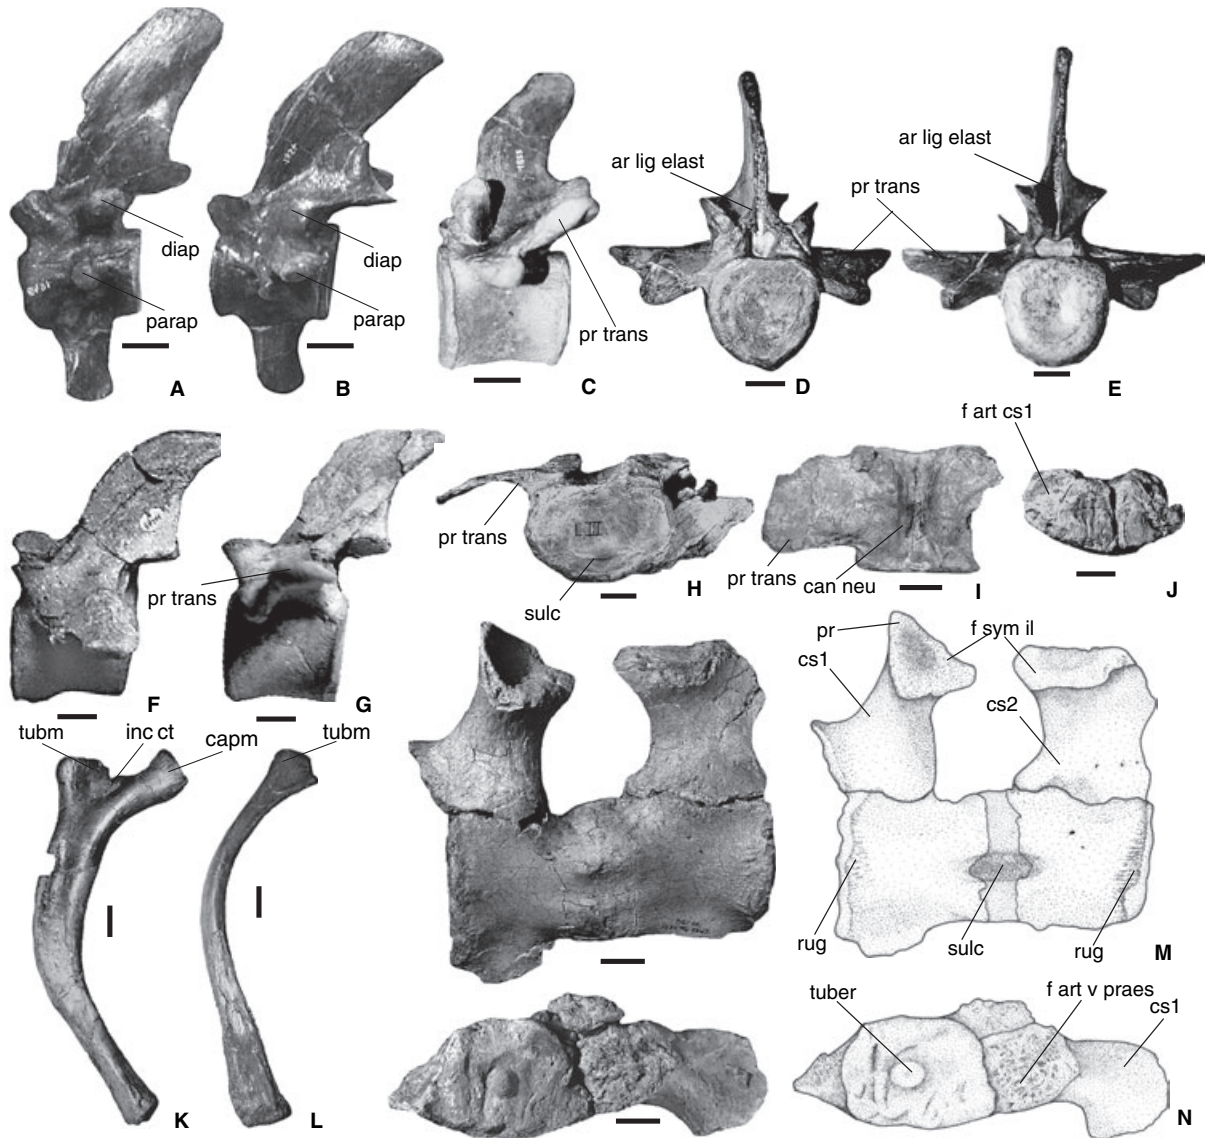 ar lig elast
ar lig elast
pr trans
diap
diap
parap
parap
pr trans
A
B
C
D
E
f art cs1
pr trans
pr trans
pr trans
can neu
sulc
F
G
H
I
J
pr
f sym il
cs1
cs2
tubm
inc ct
capm
tubm
rug
sulc
rug
M
tuber
f art v praes
cs1
K
L
N